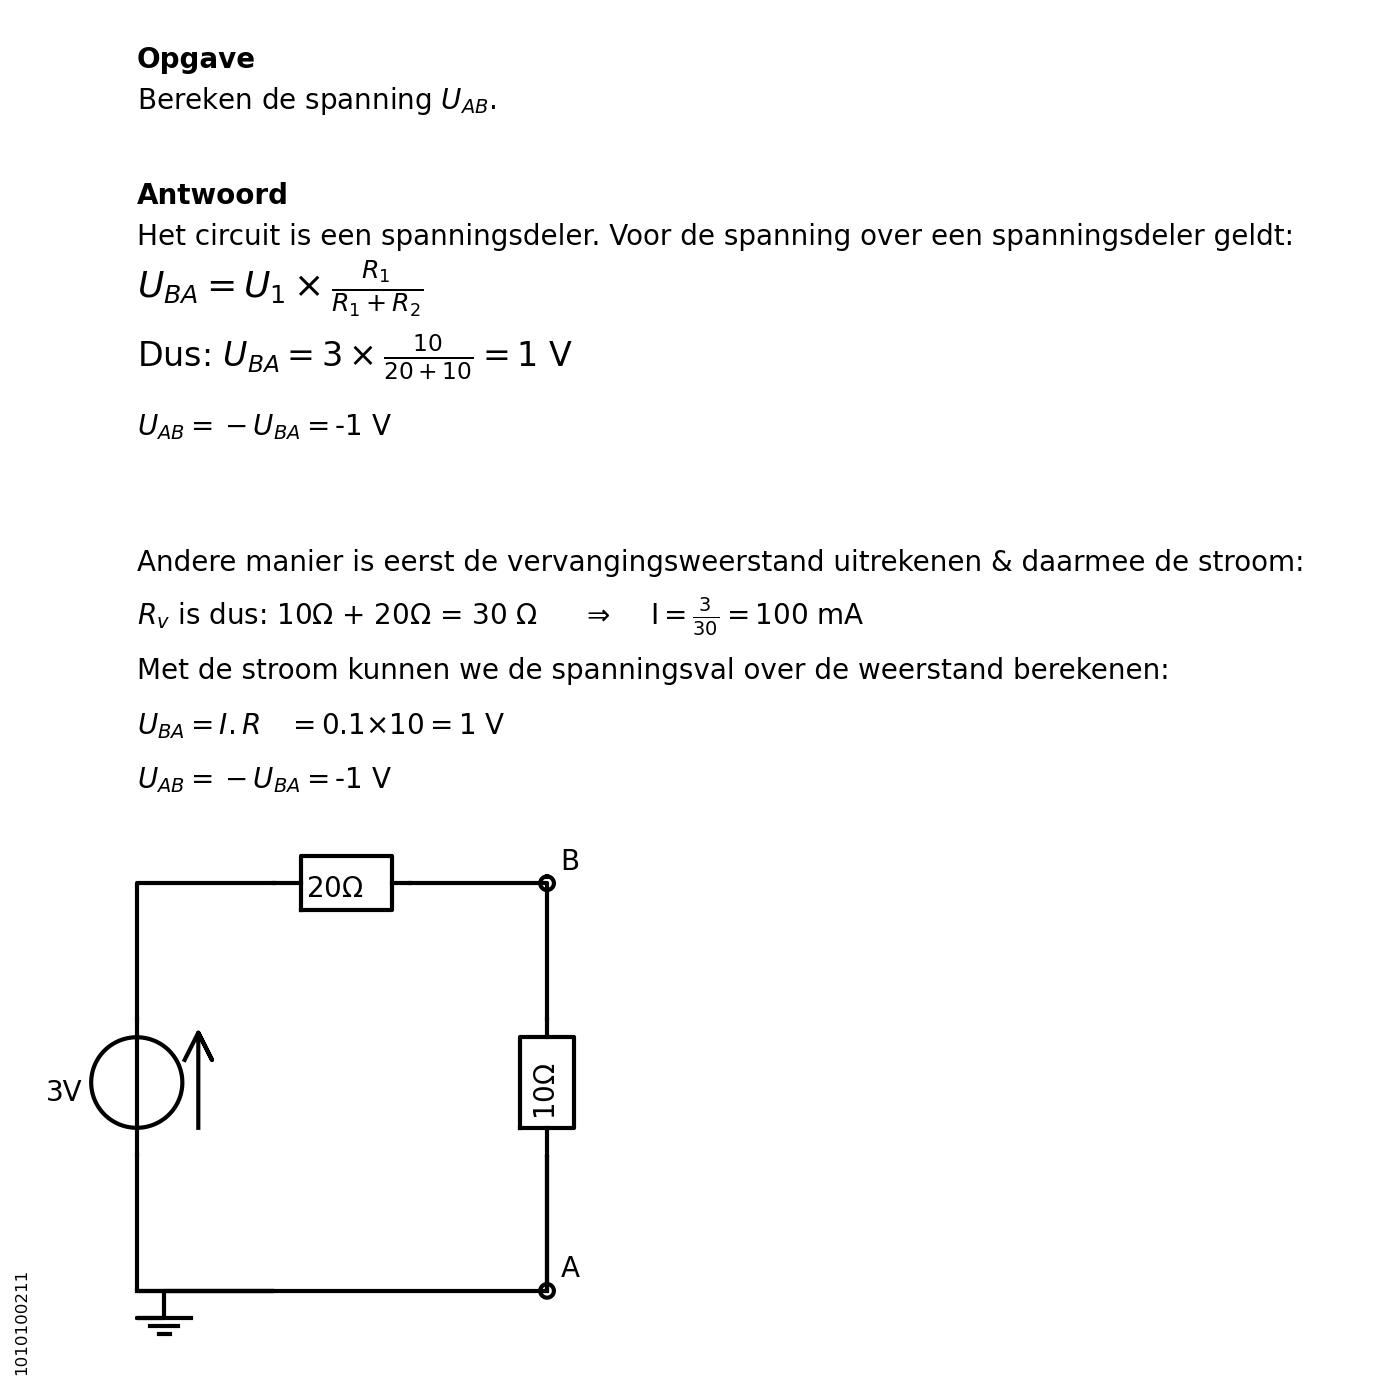 Opgave
Bereken de spanning $U_{AB}$.
Antwoord
Het circuit is een spanningsdeler. Voor de spanning over een spanningsdeler geldt:
$U_{BA} = U_1 \times \frac{R_1}{R_1 + R_2}$
Dus: $U_{BA} = 3 \times \frac{10}{20+10} = 1$ V
$U_{AB} = -U_{BA} =$ -1 V
Andere manier is eerst de vervangingsweerstand uitrekenen & daarmee de stroom:
$R_v$ is dus: 10Ω + 20Ω = 30 Ω ⇒ I = $\frac{3}{30}$ = 100 mA
Met de stroom kunnen we de spanningsval over de weerstand berekenen:
$U_{BA} = I.R$ = 0.1×10 = 1 V
$U_{AB} = -U_{BA} =$ -1 V
B
20Ω
3V
10Ω
A
1010100211